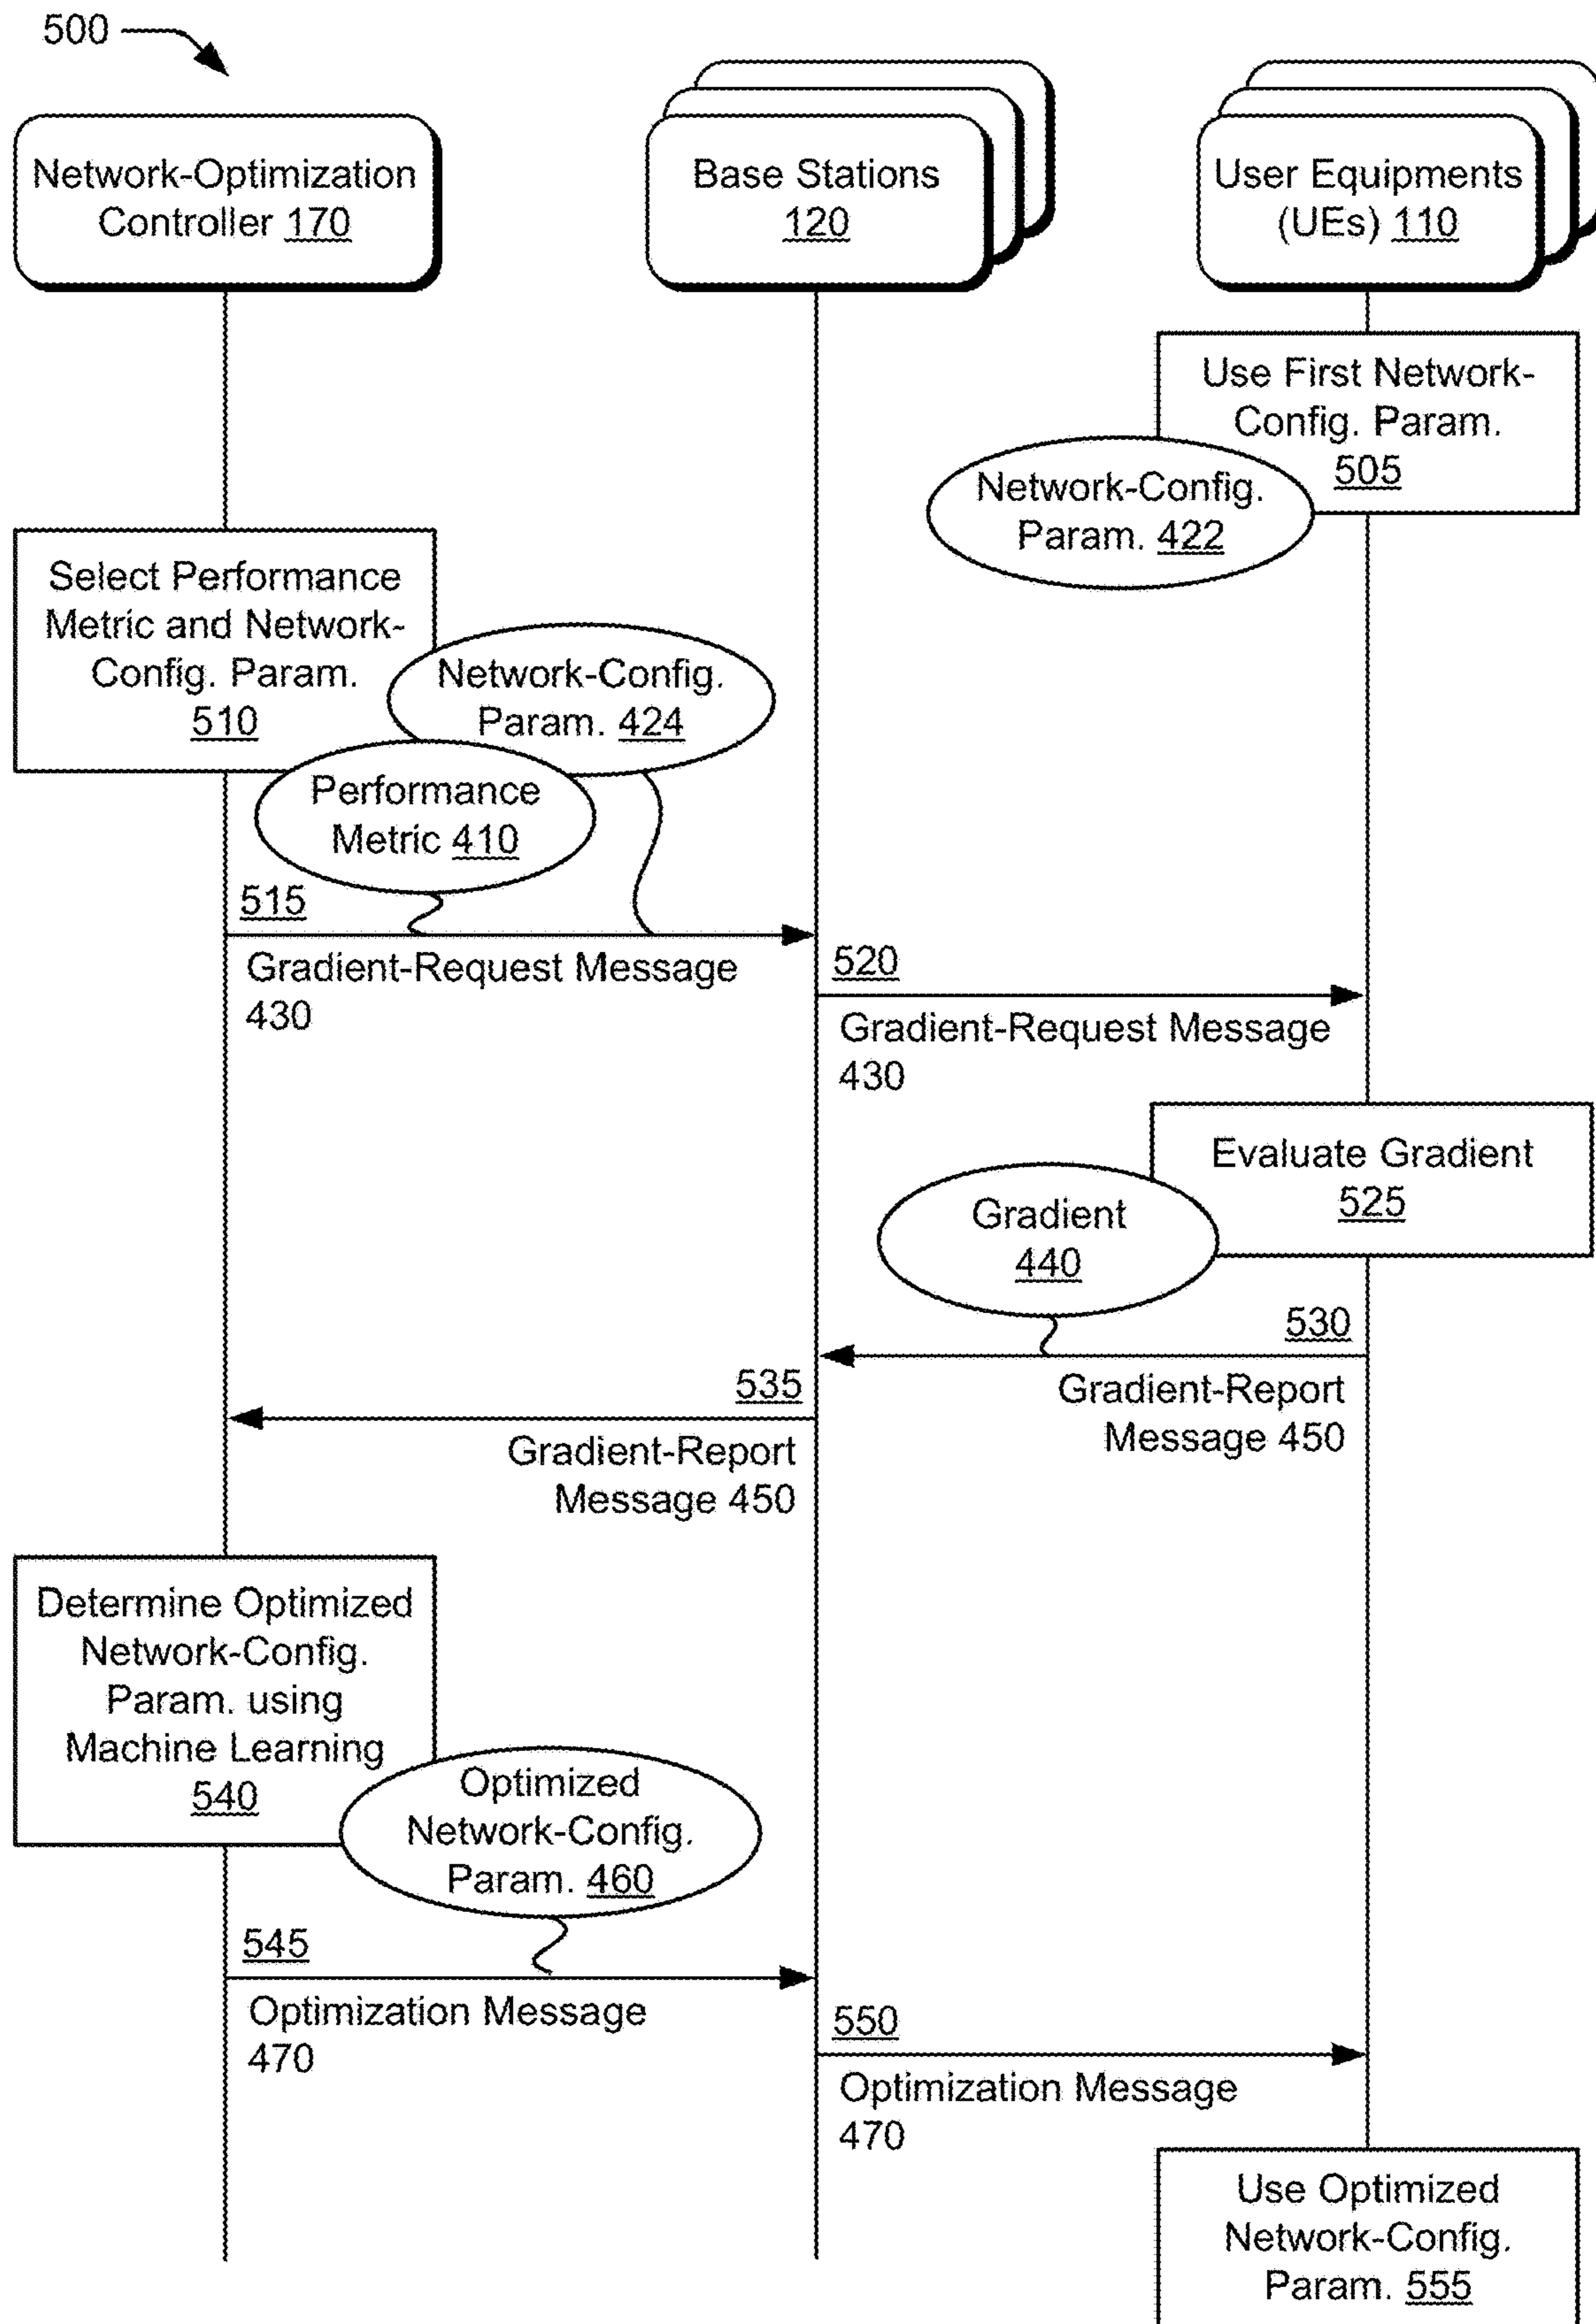 500
Network-Optimization
Controller 170
Base Stations
120
User Equipments
(UEs) 110
Use First Network-
Config. Param.
505
Network-Config.
Param. 422
Select Performance
Metric and Network-
Config. Param.
510
Network-Config.
Param. 424
Performance
Metric 410
515
Gradient-Request Message
430
520
Gradient-Request Message
430
Evaluate Gradient
525
Gradient
440
530
Gradient-Report
Message 450
535
Gradient-Report
Message 450
Determine Optimized
Network-Config.
Param. using
Machine Learning
540
Optimized
Network-Config.
Param. 460
545
Optimization Message
470
550
Optimization Message
470
Use Optimized
Network-Config.
Param. 555